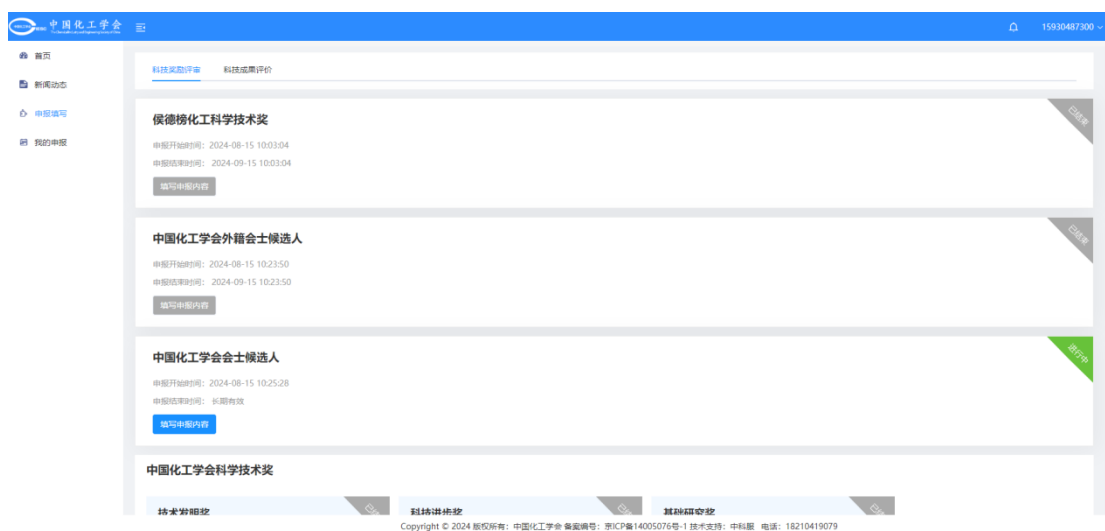 中国化工学会
15930487300
首页
新闻动态
申报填写
我的申报
科技奖励评审 科技成果评价
侯德榜化工科学技术奖
已结束
申报开始时间：2024-08-15 10:03:04
申报结束时间： 2024-09-15 10:03:04
填写申报内容
中国化工学会外籍会士候选人
已结束
申报开始时间：2024-08-15 10:23:50
申报结束时间： 2024-09-15 10:23:50
填写申报内容
中国化工学会会士候选人
进行中
申报开始时间：2024-08-15 10:25:28
申报结束时间： 长期有效
填写申报内容
中国化工学会科学技术奖
技术发明奖 科技进步奖 基础研究奖
Copyright © 2024 版权所有：中国化工学会 备案编号：京ICP备14005076号-1 技术支持：中科服 电话：18210419079